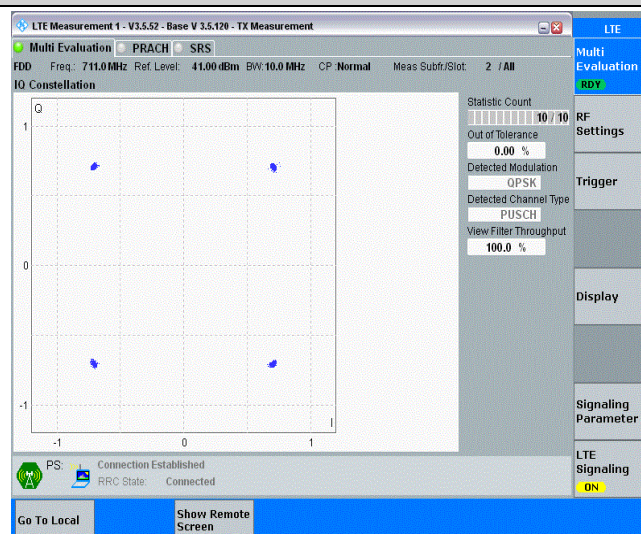 LTE Measurement 1 - V3.5.52 - Base V 3.5.120 - TX Measurement
LTE
Multi Evaluation PRACH SRS
FDD Freq.: 711.0 MHz Ref. Level: 41.00 dBm BW: 10.0 MHz CP :Normal Meas Subfr./Slot: 2 / All
IQ Constellation
Q
1
0
-1
I
-1 0 1
Statistic Count
10 / 10
Out of Tolerance
0.00 %
Detected Modulation
QPSK
Detected Channel Type
PUSCH
View Filter Throughput
100.0 %
Multi
Evaluation
RDY
RF
Settings
Trigger
Display
Signaling
Parameter
LTE
Signaling
ON
PS: Connection Established
RRC State: Connected
Go To Local
Show Remote
Screen